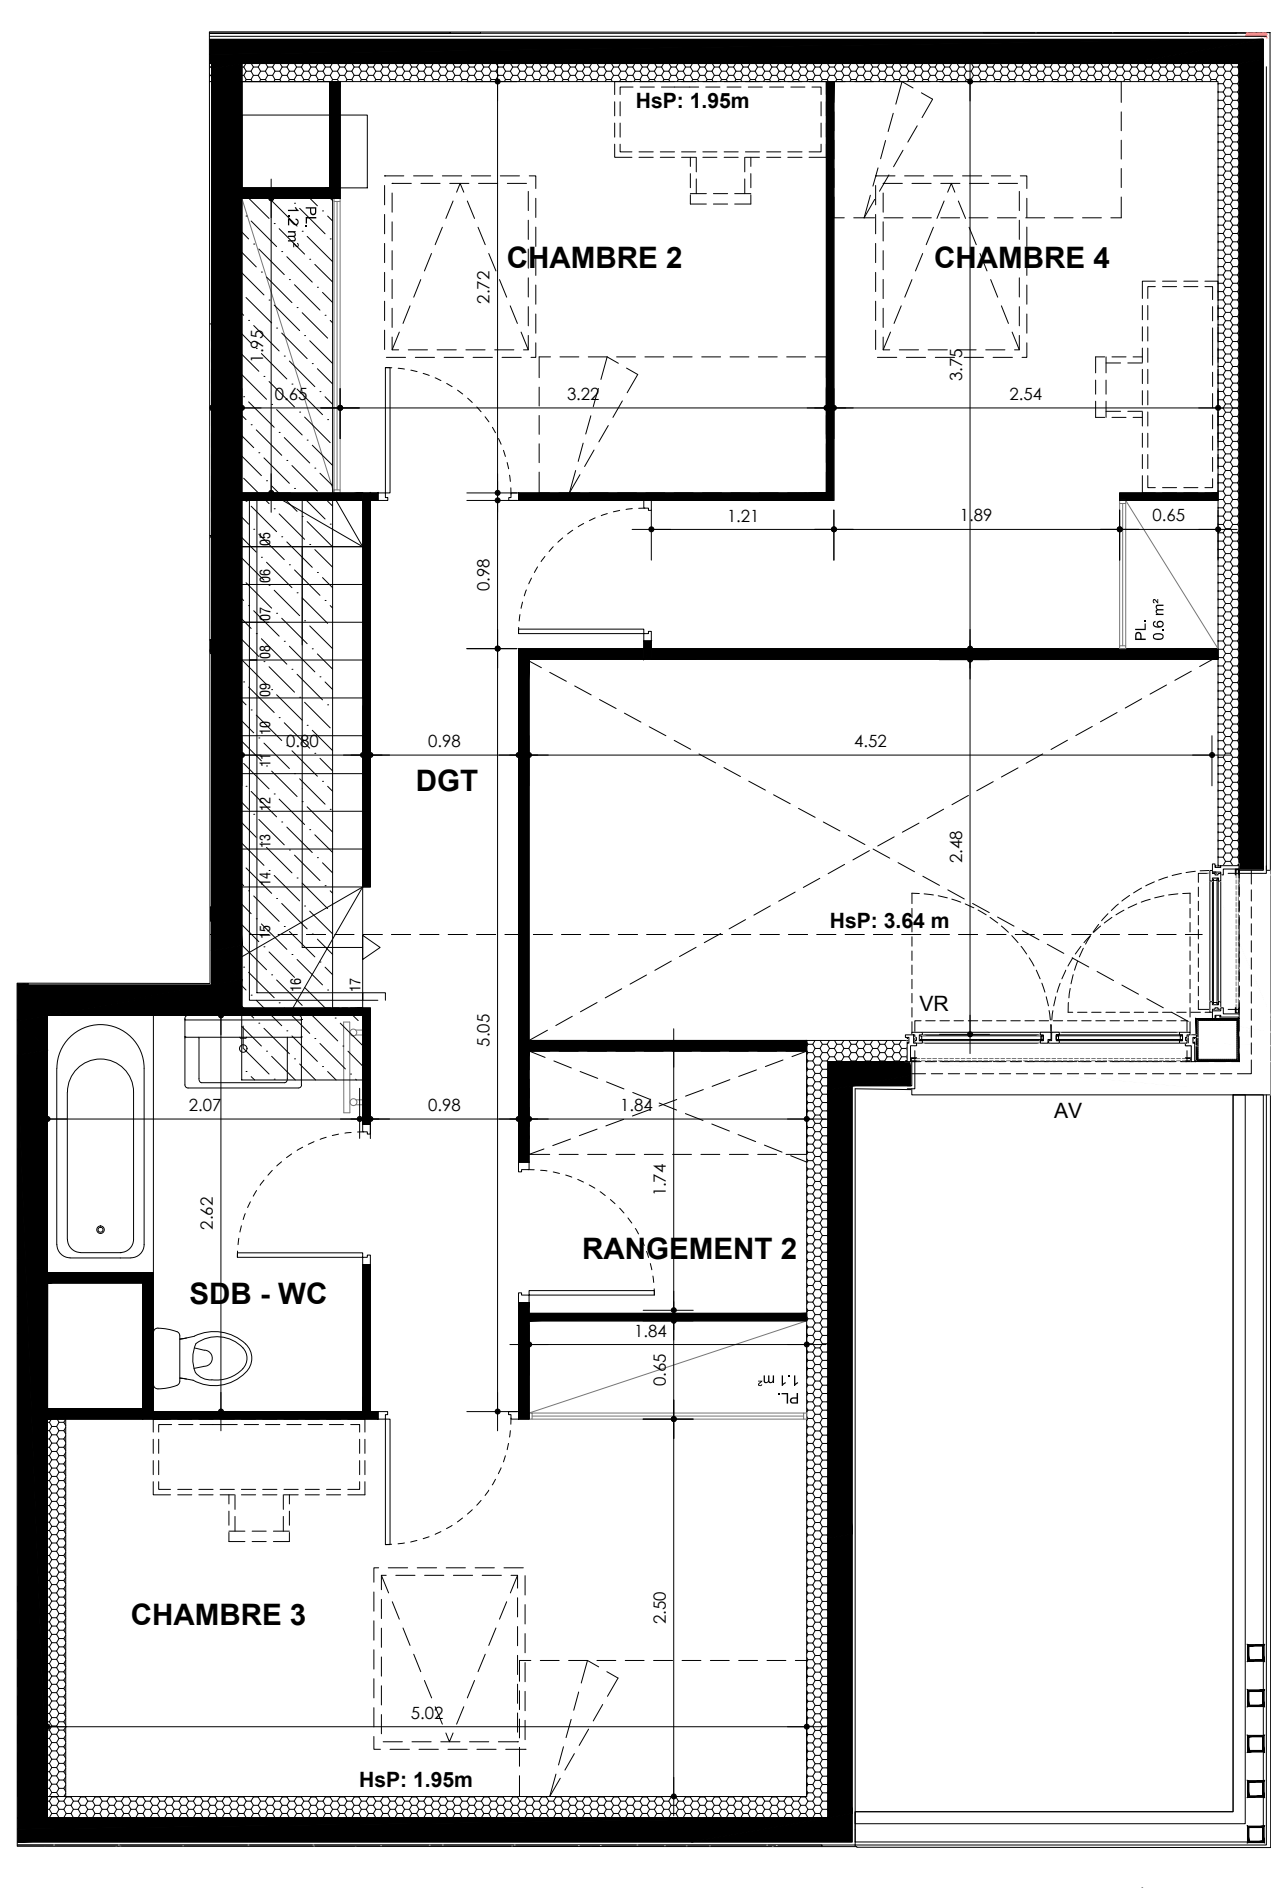 HsP: 1.95m
PL.
1.2 m²
CHAMBRE 2
CHAMBRE 4
2.72
1.95
3.75
0.65
3.22
2.54
1.21
1.89
0.65
05
06
07
08
09
10
11
12
13
14
15
16
17
0.98
PL.
0.6 m²
0.80
0.98
4.52
DGT
2.48
HsP: 3.64 m
VR
5.05
AV
2.07
0.98
1.84
2.62
1.74
RANGEMENT 2
SDB - WC
1.84
0.65
PL.
1.1 m²
CHAMBRE 3
2.50
5.02
HsP: 1.95m